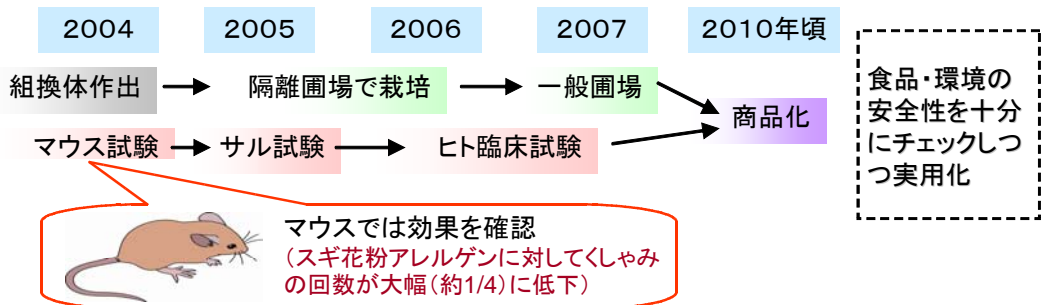 ２００４
２００５
２００６
２００７
２０１０年頃
組換体作出
隔離圃場で栽培
一般圃場
商品化
マウス試験
サル試験
ヒト臨床試験
食品・環境の
安全性を十分
にチェックしつ
つ実用化
マウスでは効果を確認
（スギ花粉アレルゲンに対してくしゃみ
の回数が大幅（約1/4）に低下）